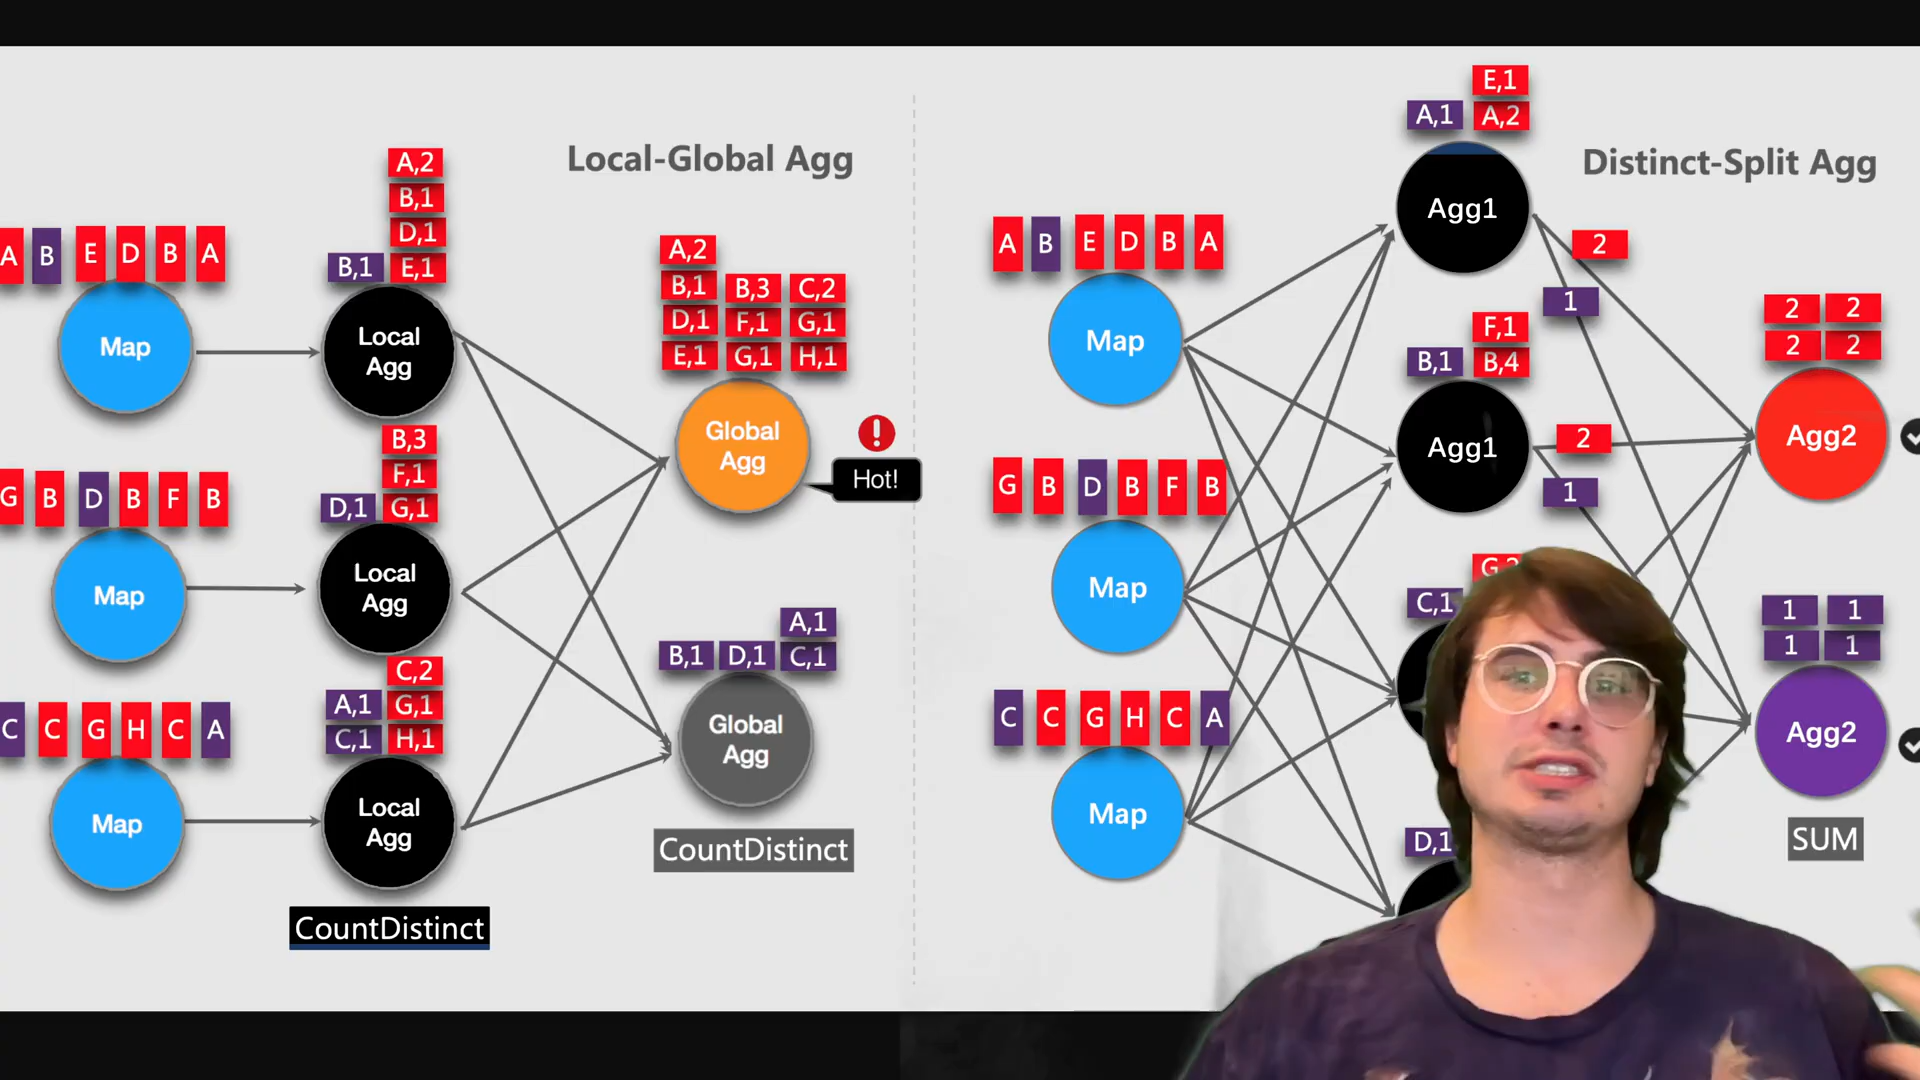 Local-Global Agg
A,2
B,1
D,1
B,1 E,1
A B E D B A
Map
Local
Agg
B,3
F,1
D,1 G,1
G B D B F B
Map
Local
Agg
C,2
A,1 G,1
C,1 H,1
C C G H C A
Map
Local
Agg
CountDistinct
A,2
B,1 B,3 C,2
D,1 F,1 G,1
E,1 G,1 H,1
Global
Agg
!
Hot!
A,1
B,1 D,1 C,1
Global
Agg
CountDistinct
Distinct-Split Agg
A B E D B A
Map
G B D B F B
Map
C C G H C A
Map
E,1
A,1 A,2
Agg1
2
1
F,1
B,1 B,4
Agg1
2
1
C,1
D,1
2 2
2 2
Agg2
1 1
1 1
Agg2
SUM